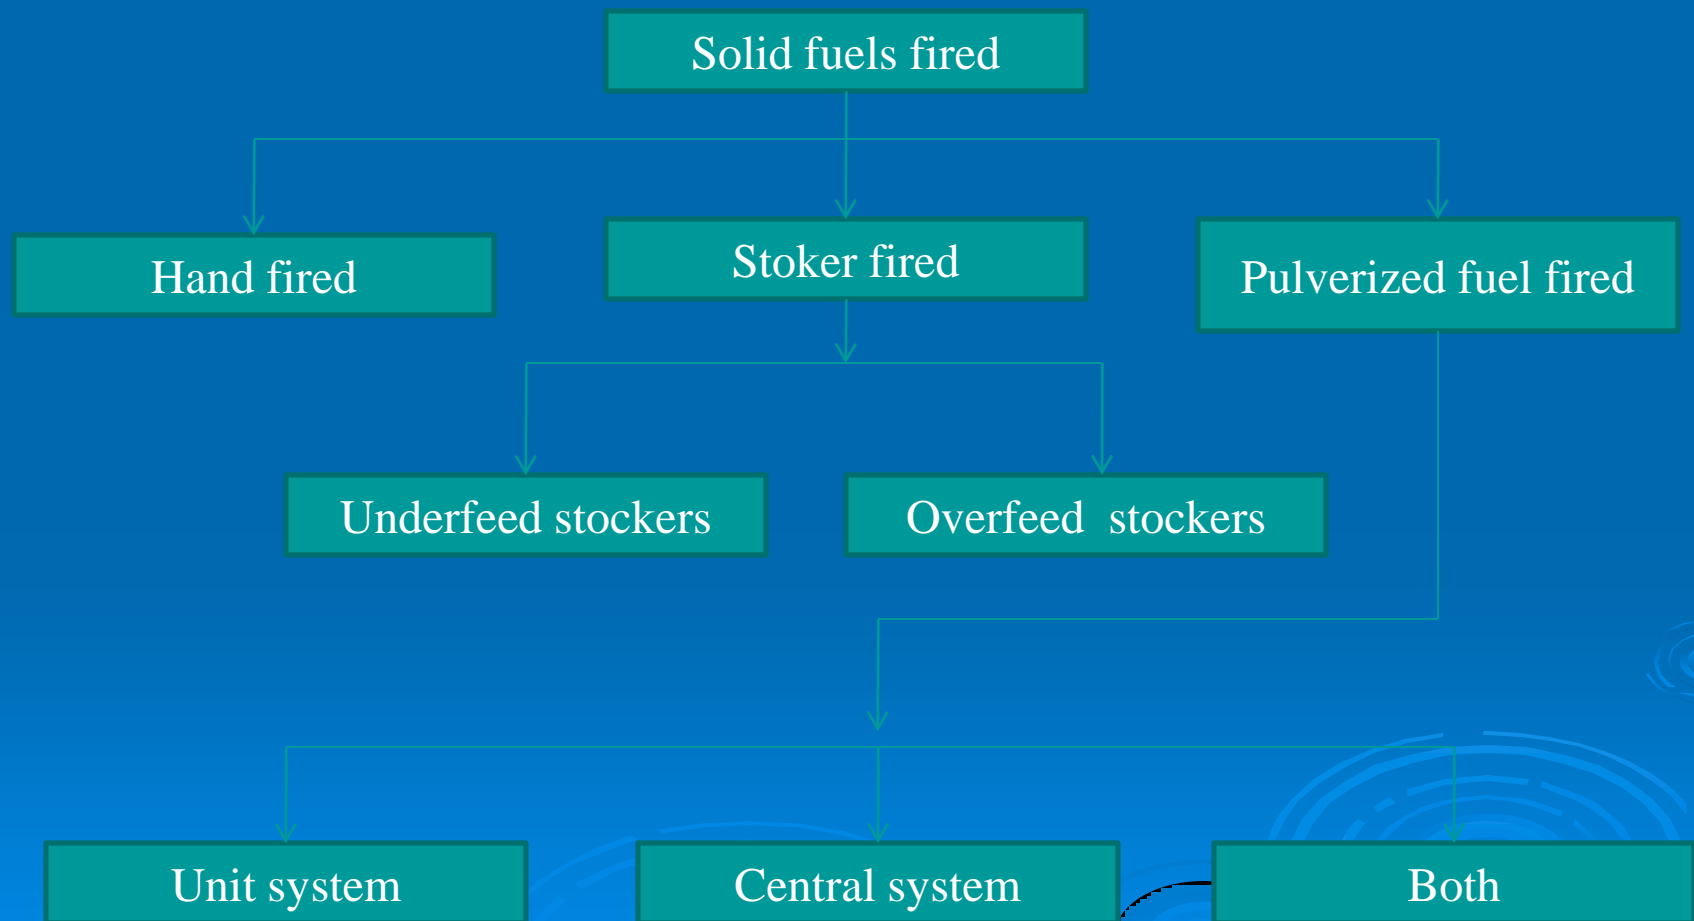 Solid fuels fired
Hand fired
Stoker fired
Pulverized fuel fired
Underfeed stockers
Overfeed  stockers
Unit system
Central system
Both